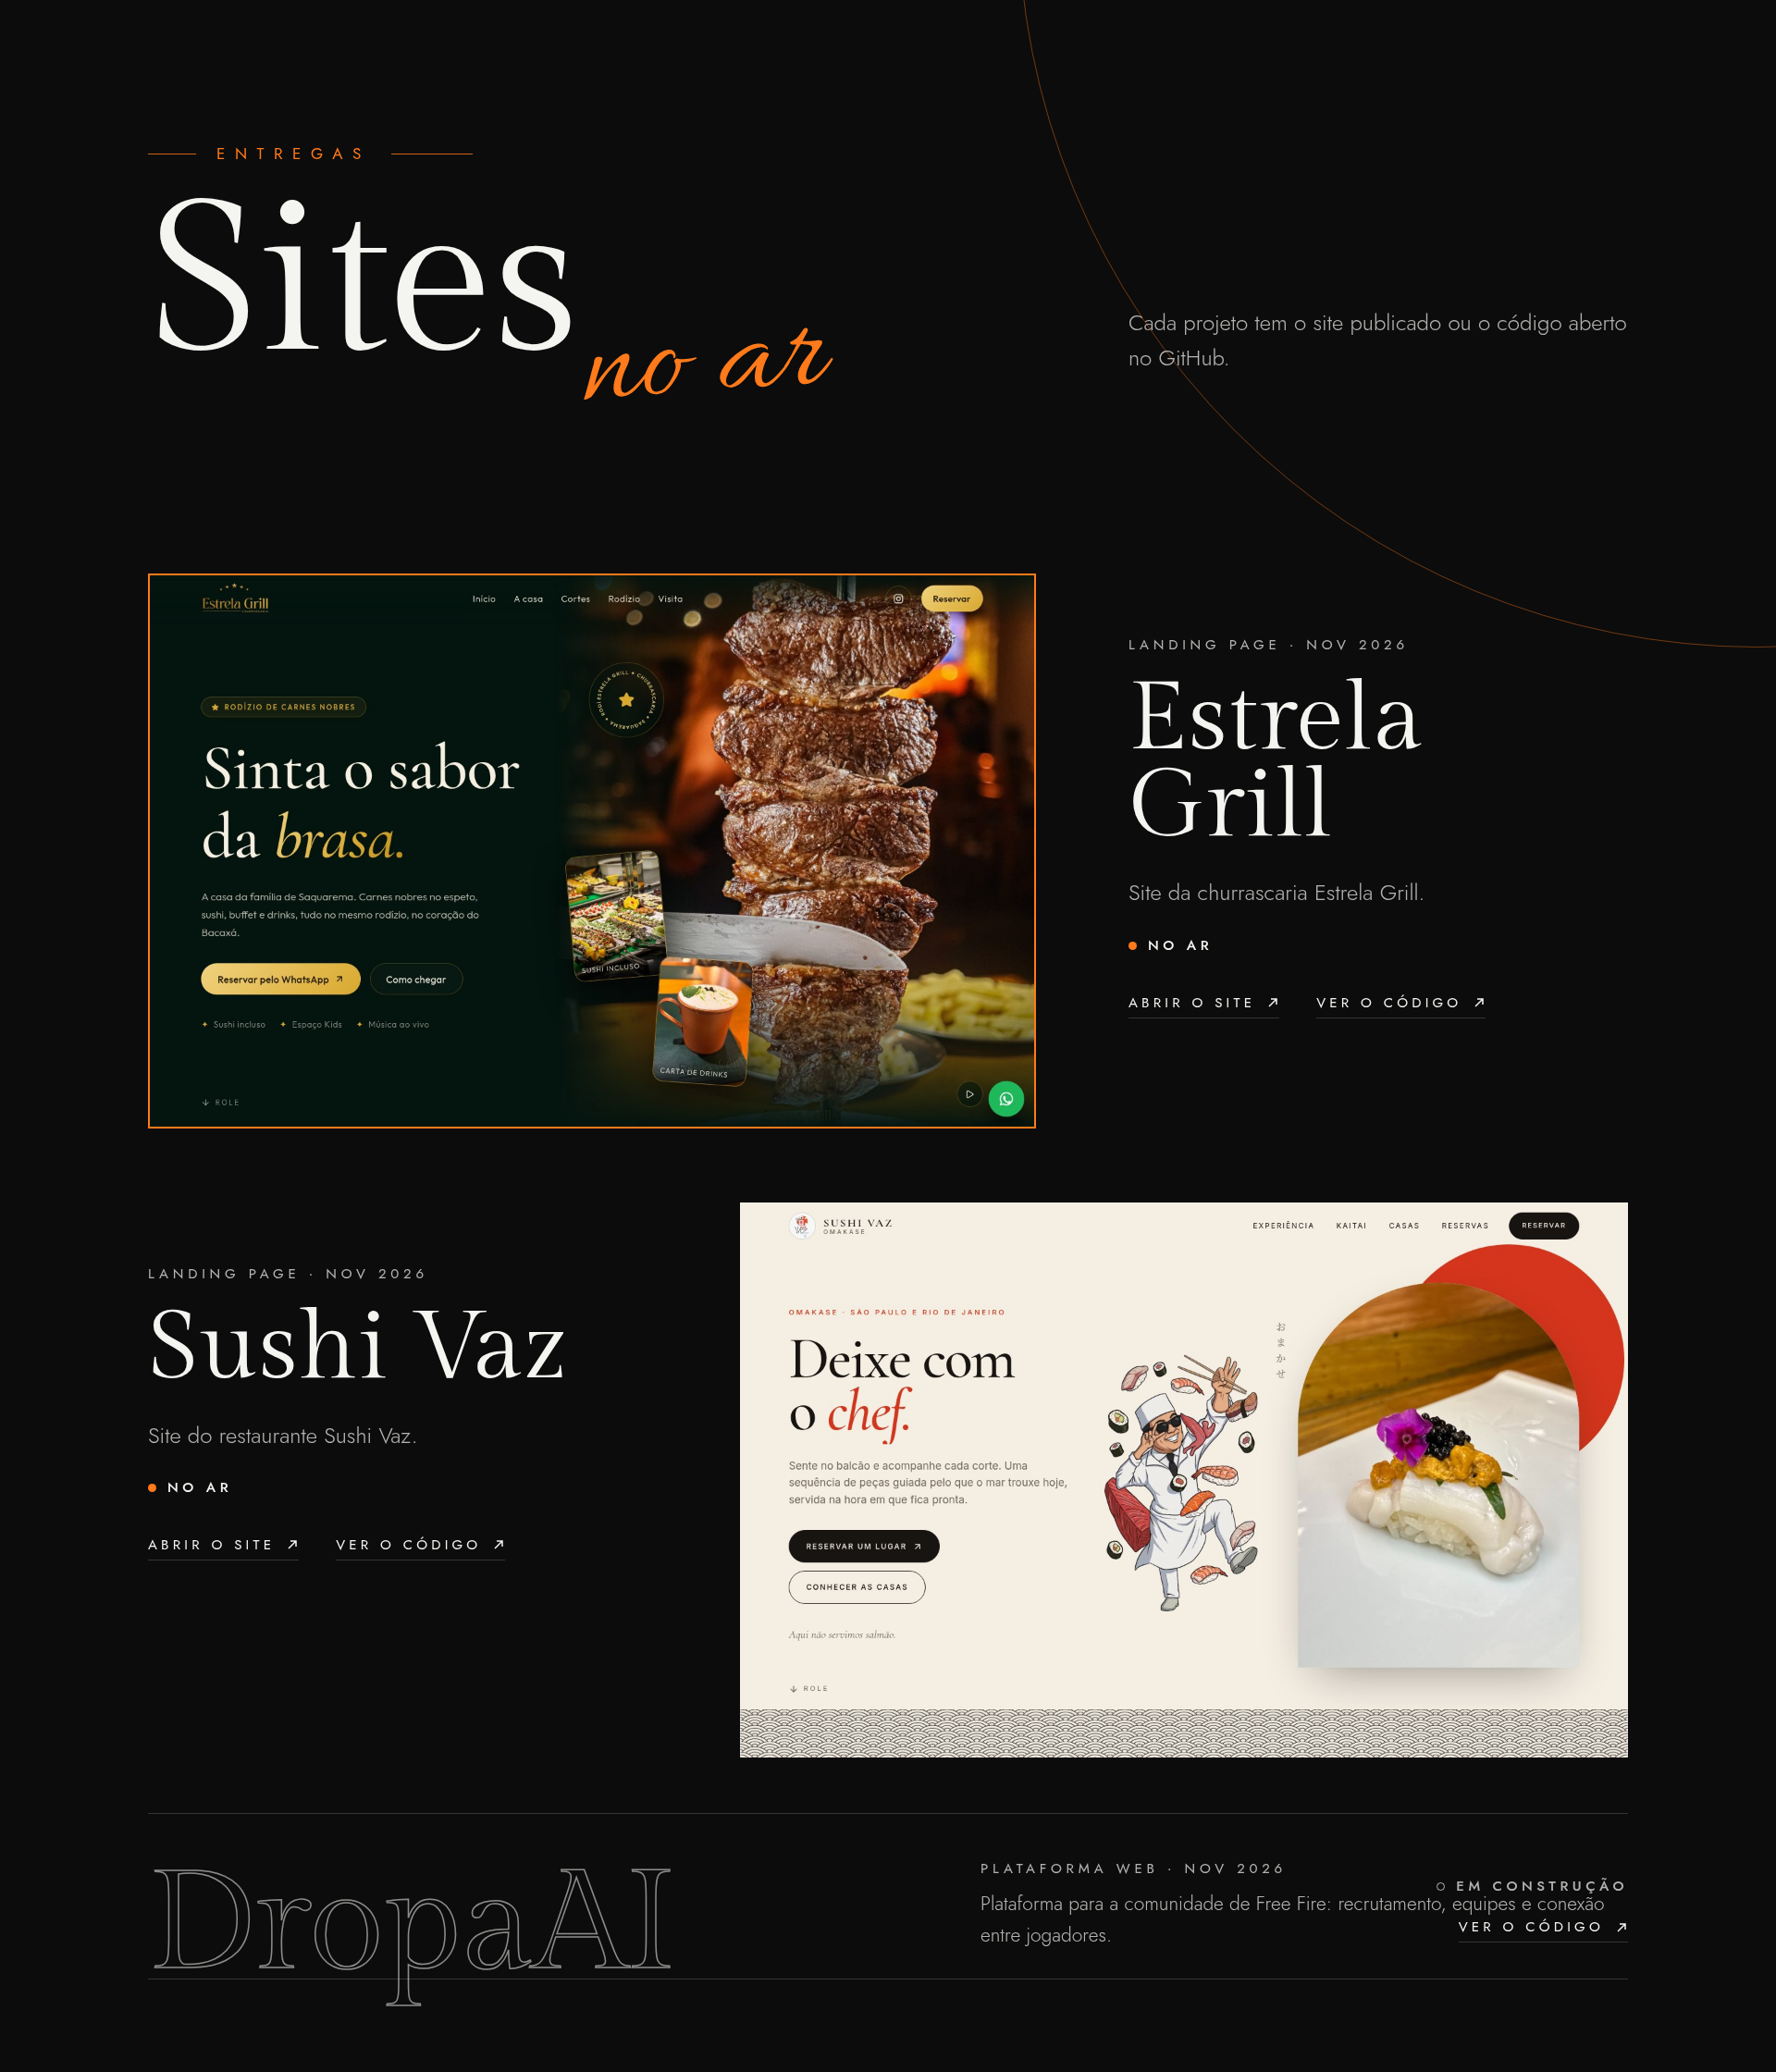 ENTREGAS
Sites
no ar
Cada projeto tem o site publicado ou o código aberto
no GitHub.
Estrela Grill
Início A casa Cortes Rodízio Visita
Reservar
RODÍZIO DE CARNES NOBRES
Sinta o sabor
da brasa.
A casa da família de Saquarema. Carnes nobres no espeto,
sushi, buffet e drinks, tudo no mesmo rodízio, no coração do
Bacaxá.
Reservar pelo WhatsApp
Como chegar
Sushi incluso Espaço Kids Música ao vivo
ROLE
ESTRELA GRILL • CHURRASCARIA • SAQUAREMA
SUSHI INCLUSO
CARTA DE DRINKS
LANDING PAGE · NOV 2026
Estrela
Grill
Site da churrascaria Estrela Grill.
NO AR
ABRIR O SITE ↗ VER O CÓDIGO ↗
LANDING PAGE · NOV 2026
Sushi Vaz
Site do restaurante Sushi Vaz.
NO AR
ABRIR O SITE ↗ VER O CÓDIGO ↗
SUSHI VAZ
OMAKASE
EXPERIÊNCIA KAITAI CASAS RESERVAS RESERVAR
OMAKASE · SÃO PAULO E RIO DE JANEIRO
Deixe com
o chef.
Sente no balcão e acompanhe cada corte. Uma
sequência de peças guiada pelo que o mar trouxe hoje,
servida na hora em que fica pronta.
RESERVAR UM LUGAR ↗
CONHECER AS CASAS
Aqui não servimos salmão.
ROLE
おまかせ
DropaAI
PLATAFORMA WEB · NOV 2026
Plataforma para a comunidade de Free Fire: recrutamento, equipes e conexão
entre jogadores.
EM CONSTRUÇÃO
VER O CÓDIGO ↗